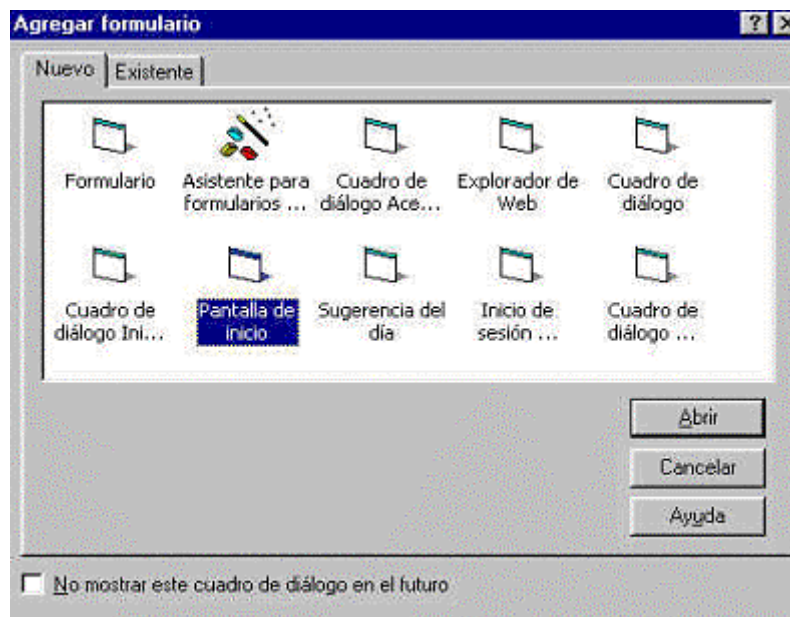 Agregar formulario
Nuevo
Existente
Formulario
Asistente para
formularios ...
Cuadro de
diálogo Ace...
Explorador de
Web
Cuadro de
diálogo
Cuadro de
diálogo Ini...
Pantalla de
inicio
Sugerencia del
día
Inicio de
sesión ...
Cuadro de
diálogo ...
Abrir
Cancelar
Ayuda
No mostrar este cuadro de diálogo en el futuro